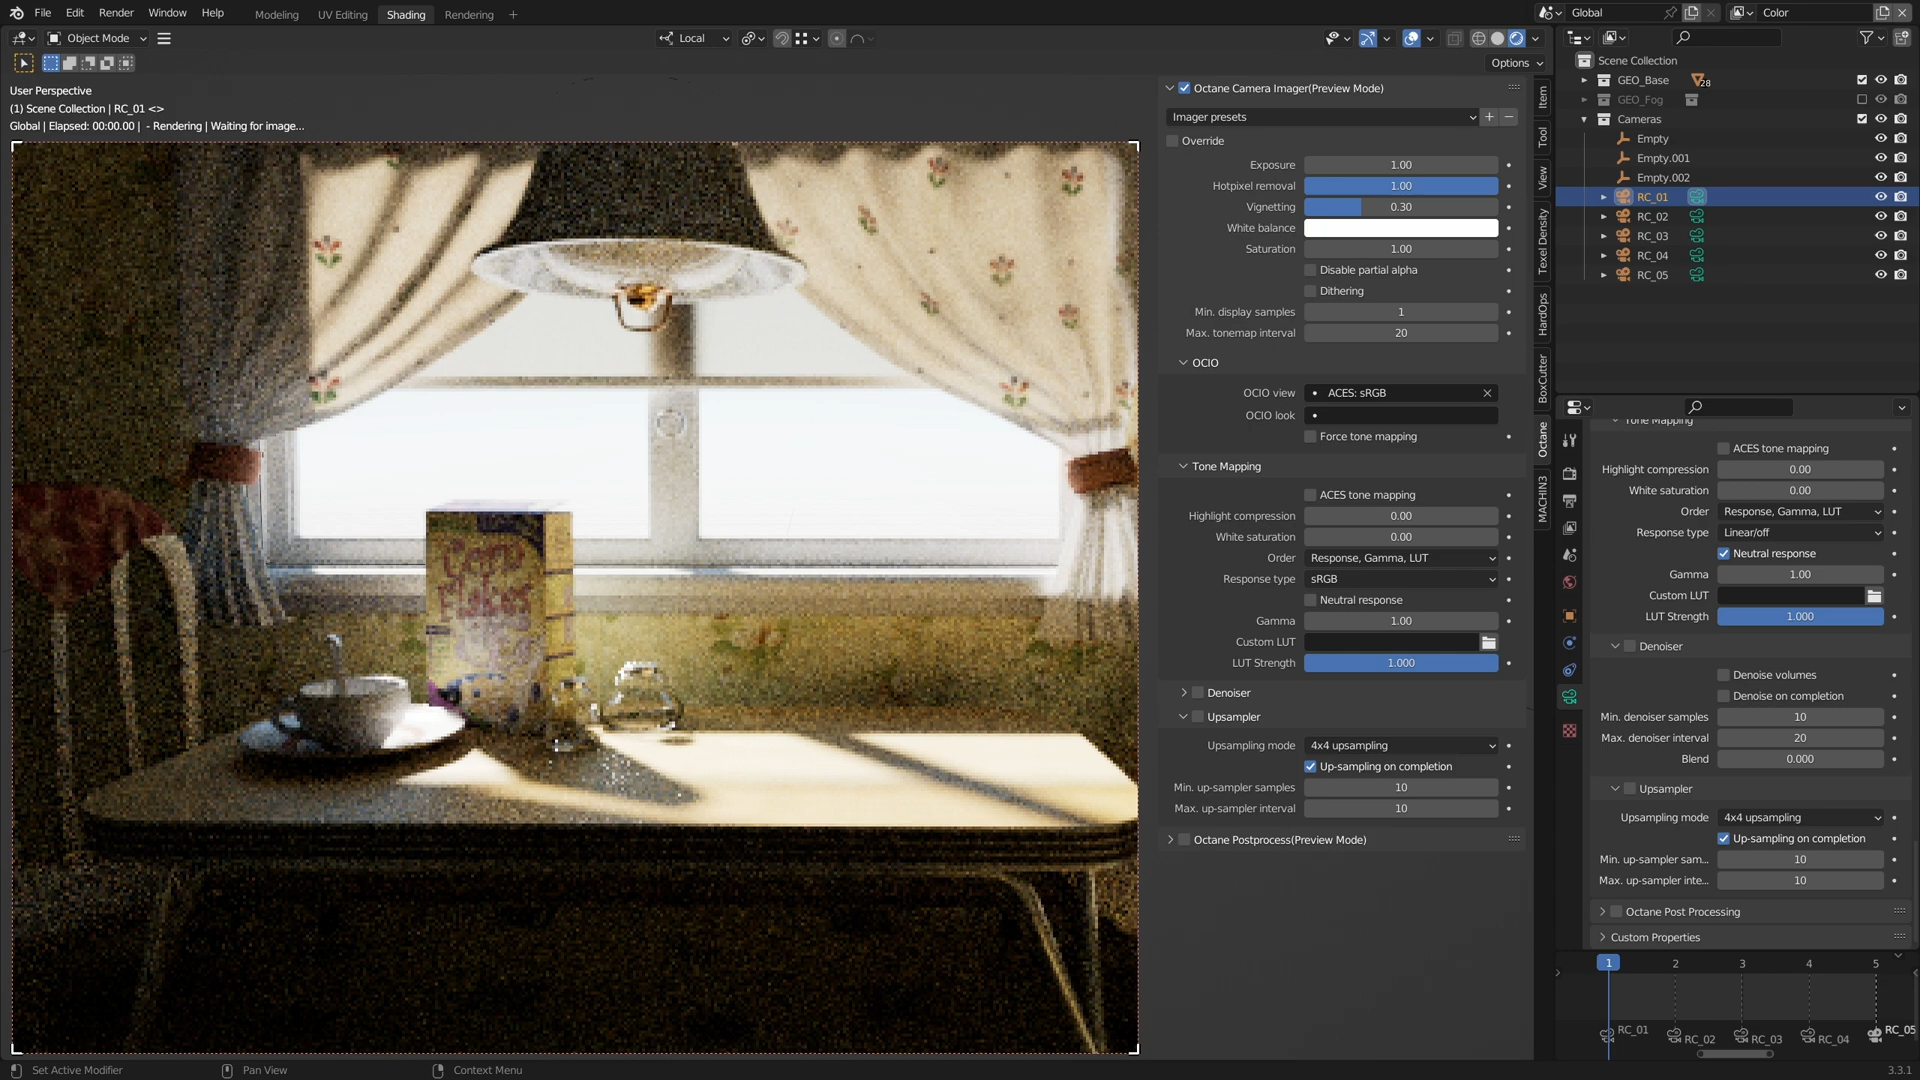 File Edit Render Window Help
Modeling UV Editing Shading Rendering +
Global
Color
Object Mode
Local
Options
User Perspective
(1) Scene Collection | RC_01 <>
Global | Elapsed: 00:00.00 | - Rendering | Waiting for image...
Octane Camera Imager(Preview Mode)
Imager presets
Override
Exposure 1.00
Hotpixel removal 1.00
Vignetting 0.30
White balance
Saturation 1.00
Disable partial alpha
Dithering
Min. display samples 1
Max. tonemap interval 20
OCIO
OCIO view ACES: sRGB
OCIO look
Force tone mapping
Tone Mapping
ACES tone mapping
Highlight compression 0.00
White saturation 0.00
Order Response, Gamma, LUT
Response type sRGB
Neutral response
Gamma 1.00
Custom LUT
LUT Strength 1.000
Denoiser
Upsampler
Upsampling mode 4x4 upsampling
Up-sampling on completion
Min. up-sampler samples 10
Max. up-sampler interval 10
Octane Postprocess(Preview Mode)
Item
Tool
View
Texel Density
HardOps
BoxCutter
Octane
MACHIN3
Scene Collection
GEO_Base 28
GEO_Fog
Cameras
Empty
Empty.001
Empty.002
RC_01
RC_02
RC_03
RC_04
RC_05
Tone Mapping
ACES tone mapping
Highlight compression 0.00
White saturation 0.00
Order Response, Gamma, LUT
Response type Linear/off
Neutral response
Gamma 1.00
Custom LUT
LUT Strength 1.000
Denoiser
Denoise volumes
Denoise on completion
Min. denoiser samples 10
Max. denoiser interval 20
Blend 0.000
Upsampler
Upsampling mode 4x4 upsampling
Up-sampling on completion
Min. up-sampler sam... 10
Max. up-sampler inte... 10
Octane Post Processing
Custom Properties
1 2 3 4 5
RC_01 RC_02 RC_03 RC_04 RC_05
Set Active Modifier
Pan View
Context Menu
3.3.1